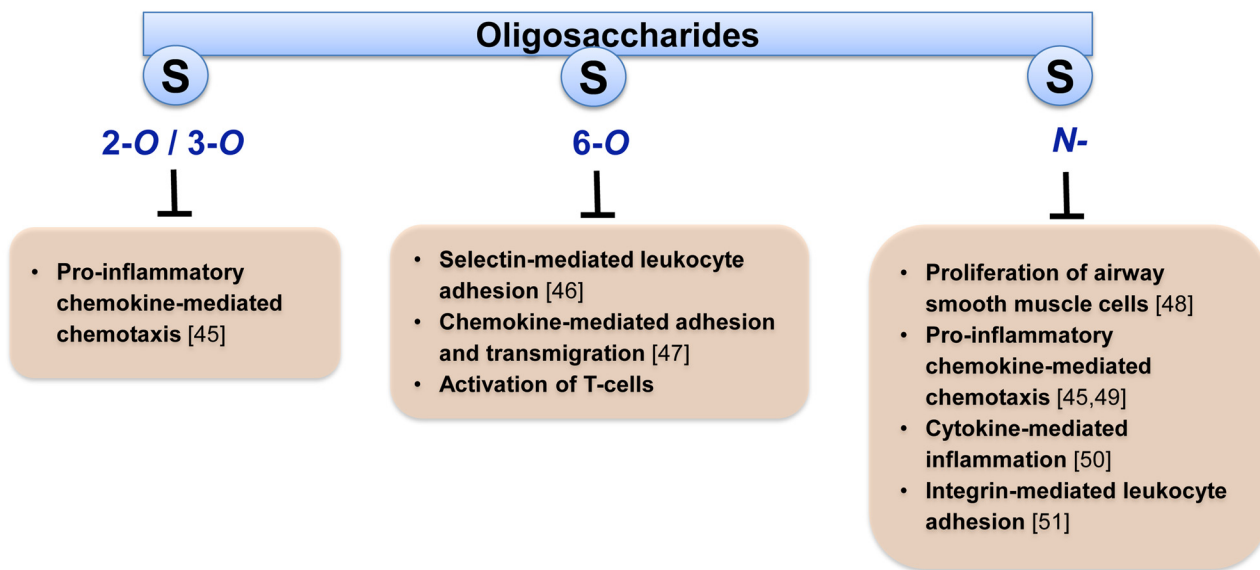 Oligosaccharides
S
S
S
2-O / 3-O
6-O
N-
• Pro-inflammatory
chemokine-mediated
chemotaxis [45]
• Selectin-mediated leukocyte
adhesion [46]
• Chemokine-mediated adhesion
and transmigration [47]
• Activation of T-cells
• Proliferation of airway
smooth muscle cells [48]
• Pro-inflammatory
chemokine-mediated
chemotaxis [45,49]
• Cytokine-mediated
inflammation [50]
• Integrin-mediated leukocyte
adhesion [51]